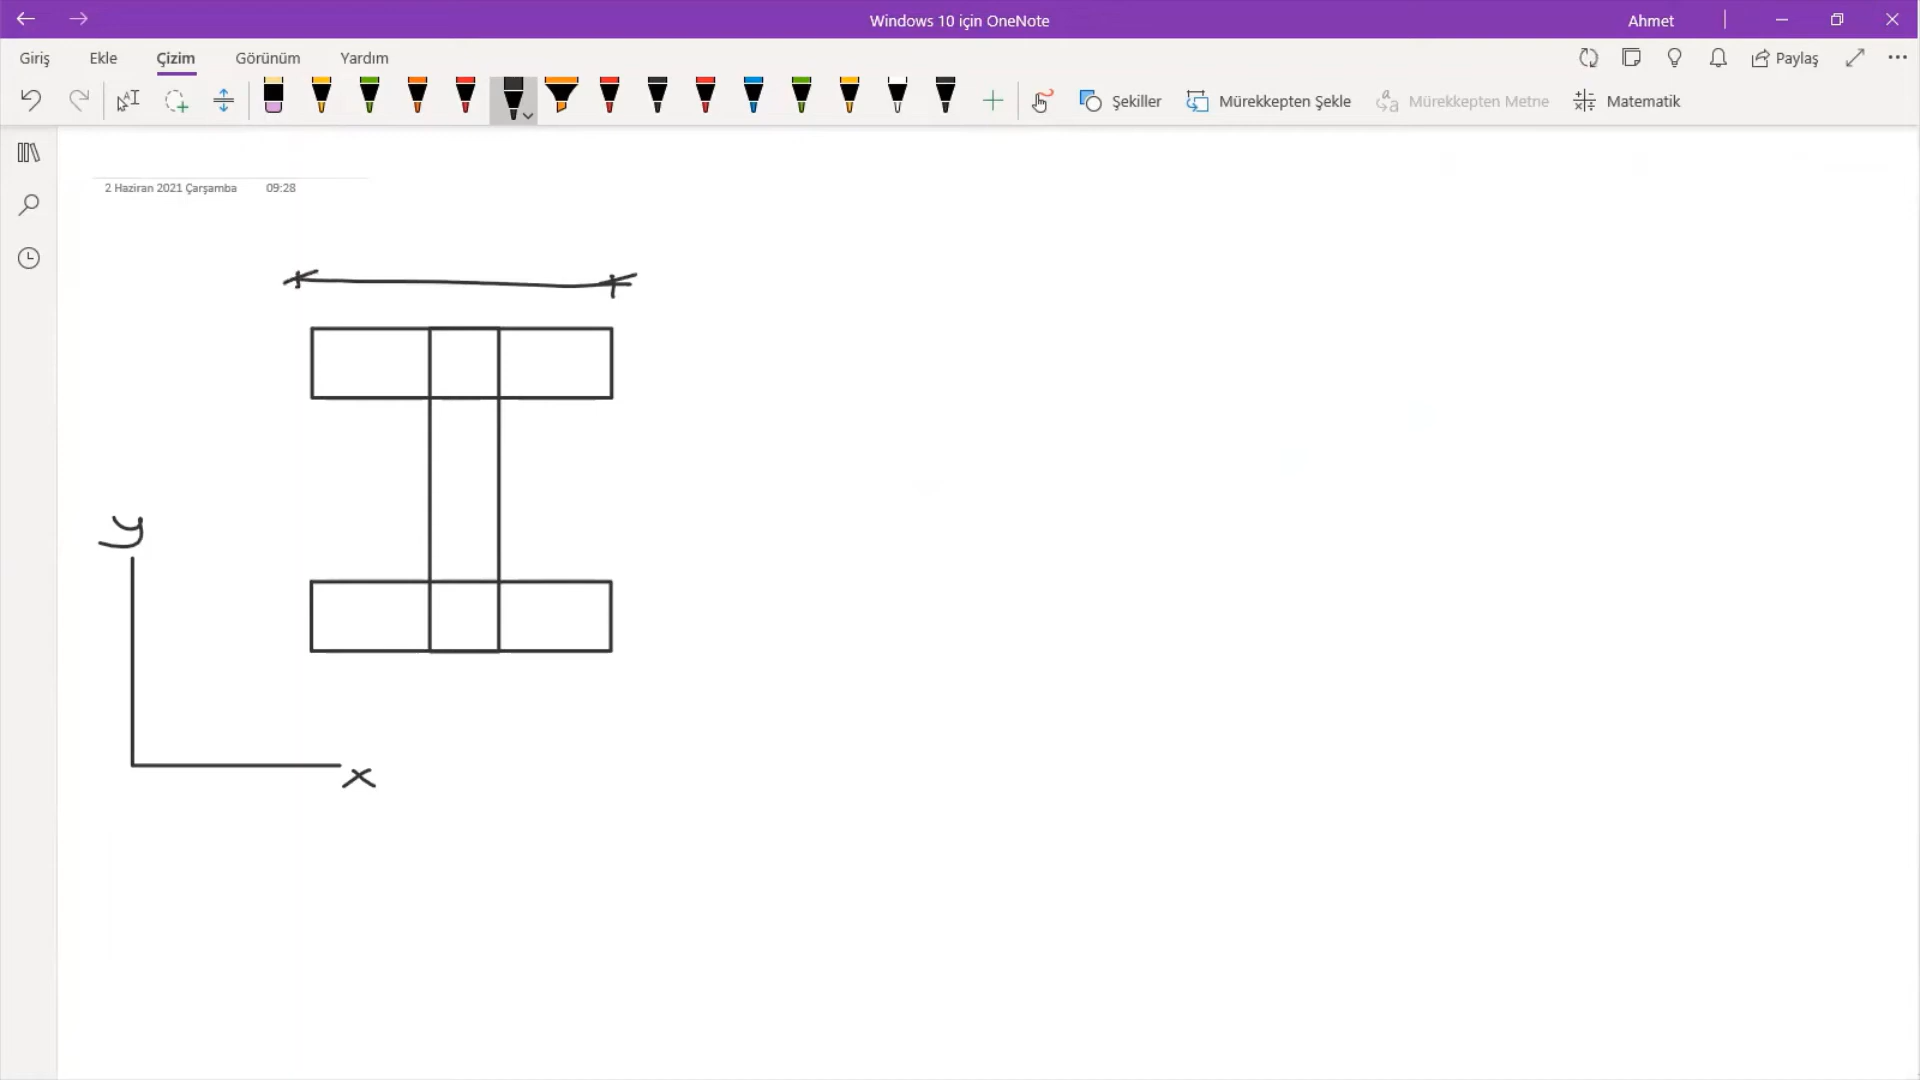 Windows 10 için OneNote
Ahmet
Giriş Ekle Çizim Görünüm Yardım
Paylaş
Şekiller Mürekkepten Şekle Mürekkepten Metne Matematik
2 Haziran 2021 Çarşamba 09:28
y
x